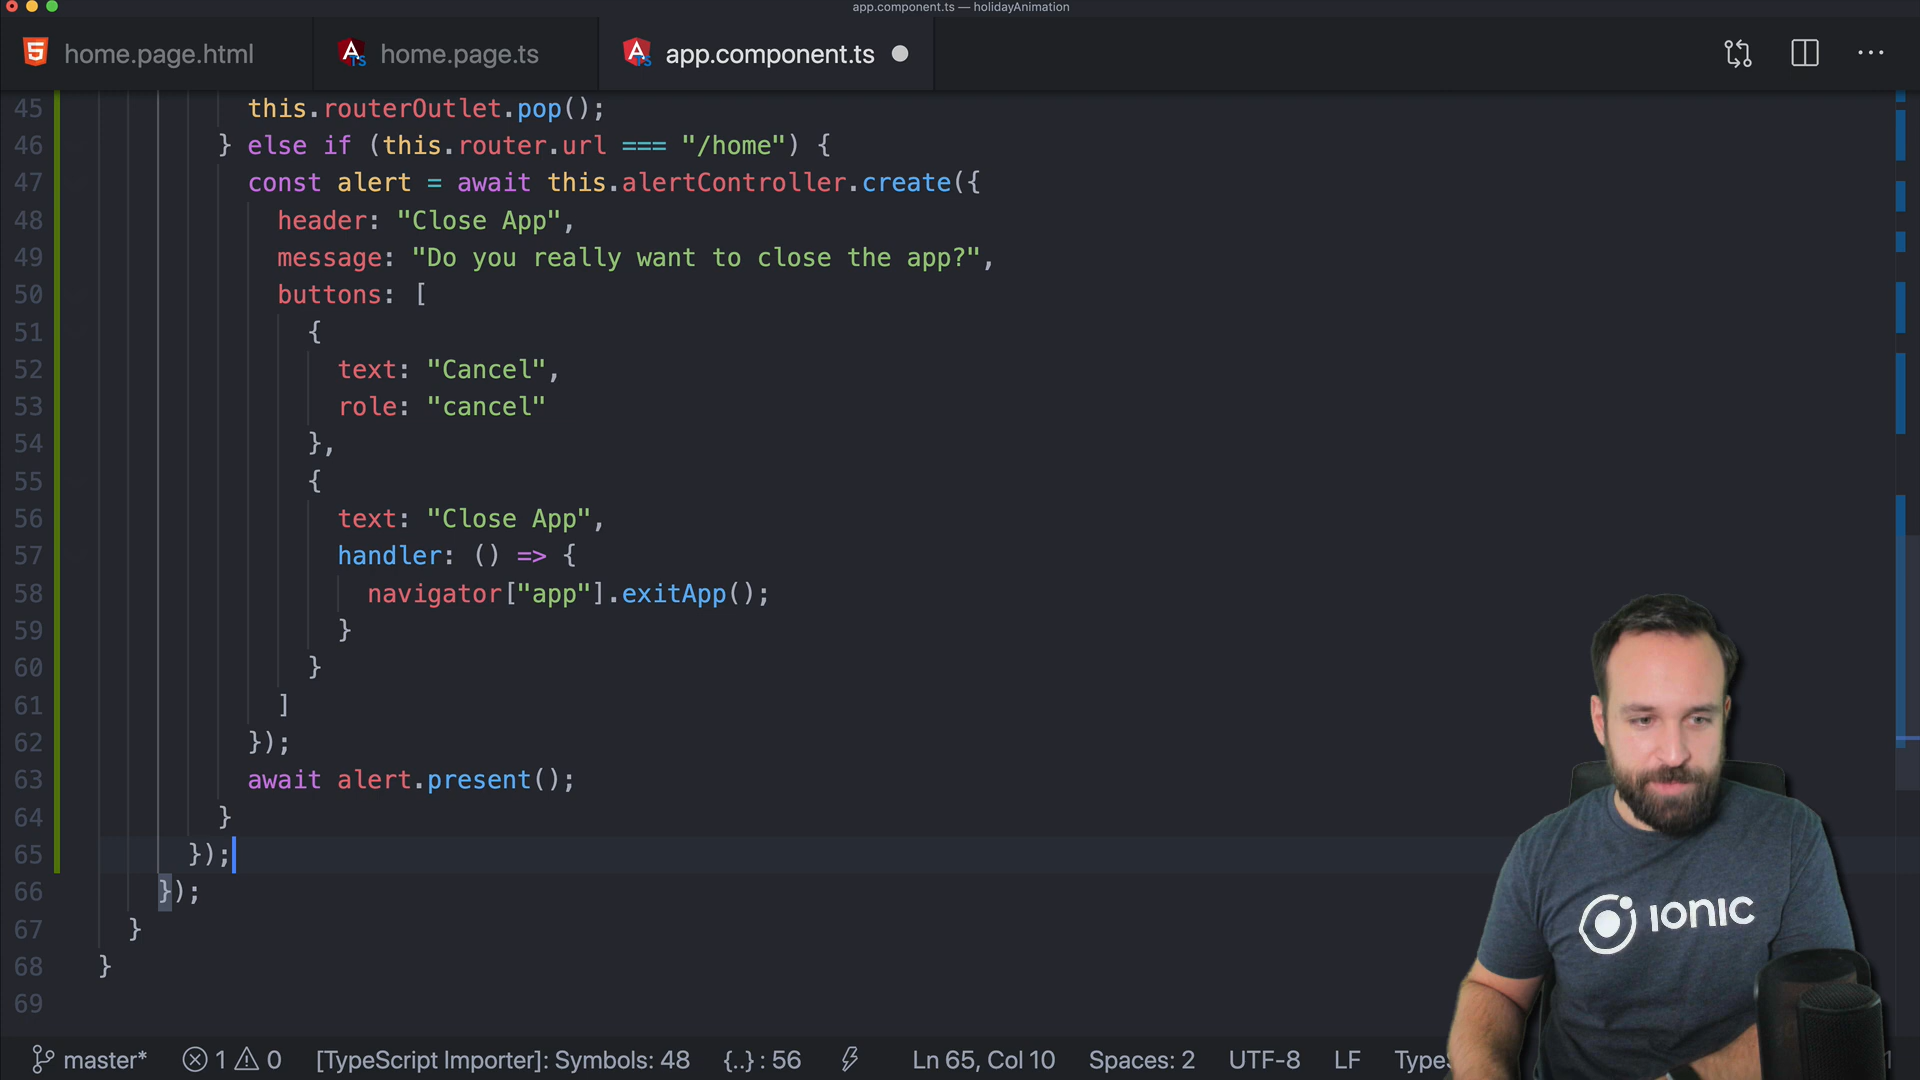 app.component.ts — holidayAnimation
home.page.html
home.page.ts
app.component.ts
45 this.routerOutlet.pop();
46 } else if (this.router.url === "/home") {
47 const alert = await this.alertController.create({
48 header: "Close App",
49 message: "Do you really want to close the app?",
50 buttons: [
51 {
52 text: "Cancel",
53 role: "cancel"
54 },
55 {
56 text: "Close App",
57 handler: () => {
58 navigator["app"].exitApp();
59 }
60 }
61 ]
62 });
63 await alert.present();
64 }
65 });
66 });
67 }
68 }
69
IONIC
master* 1 0 [TypeScript Importer]: Symbols: 48 {..} : 56 Ln 65, Col 10 Spaces: 2 UTF-8 LF